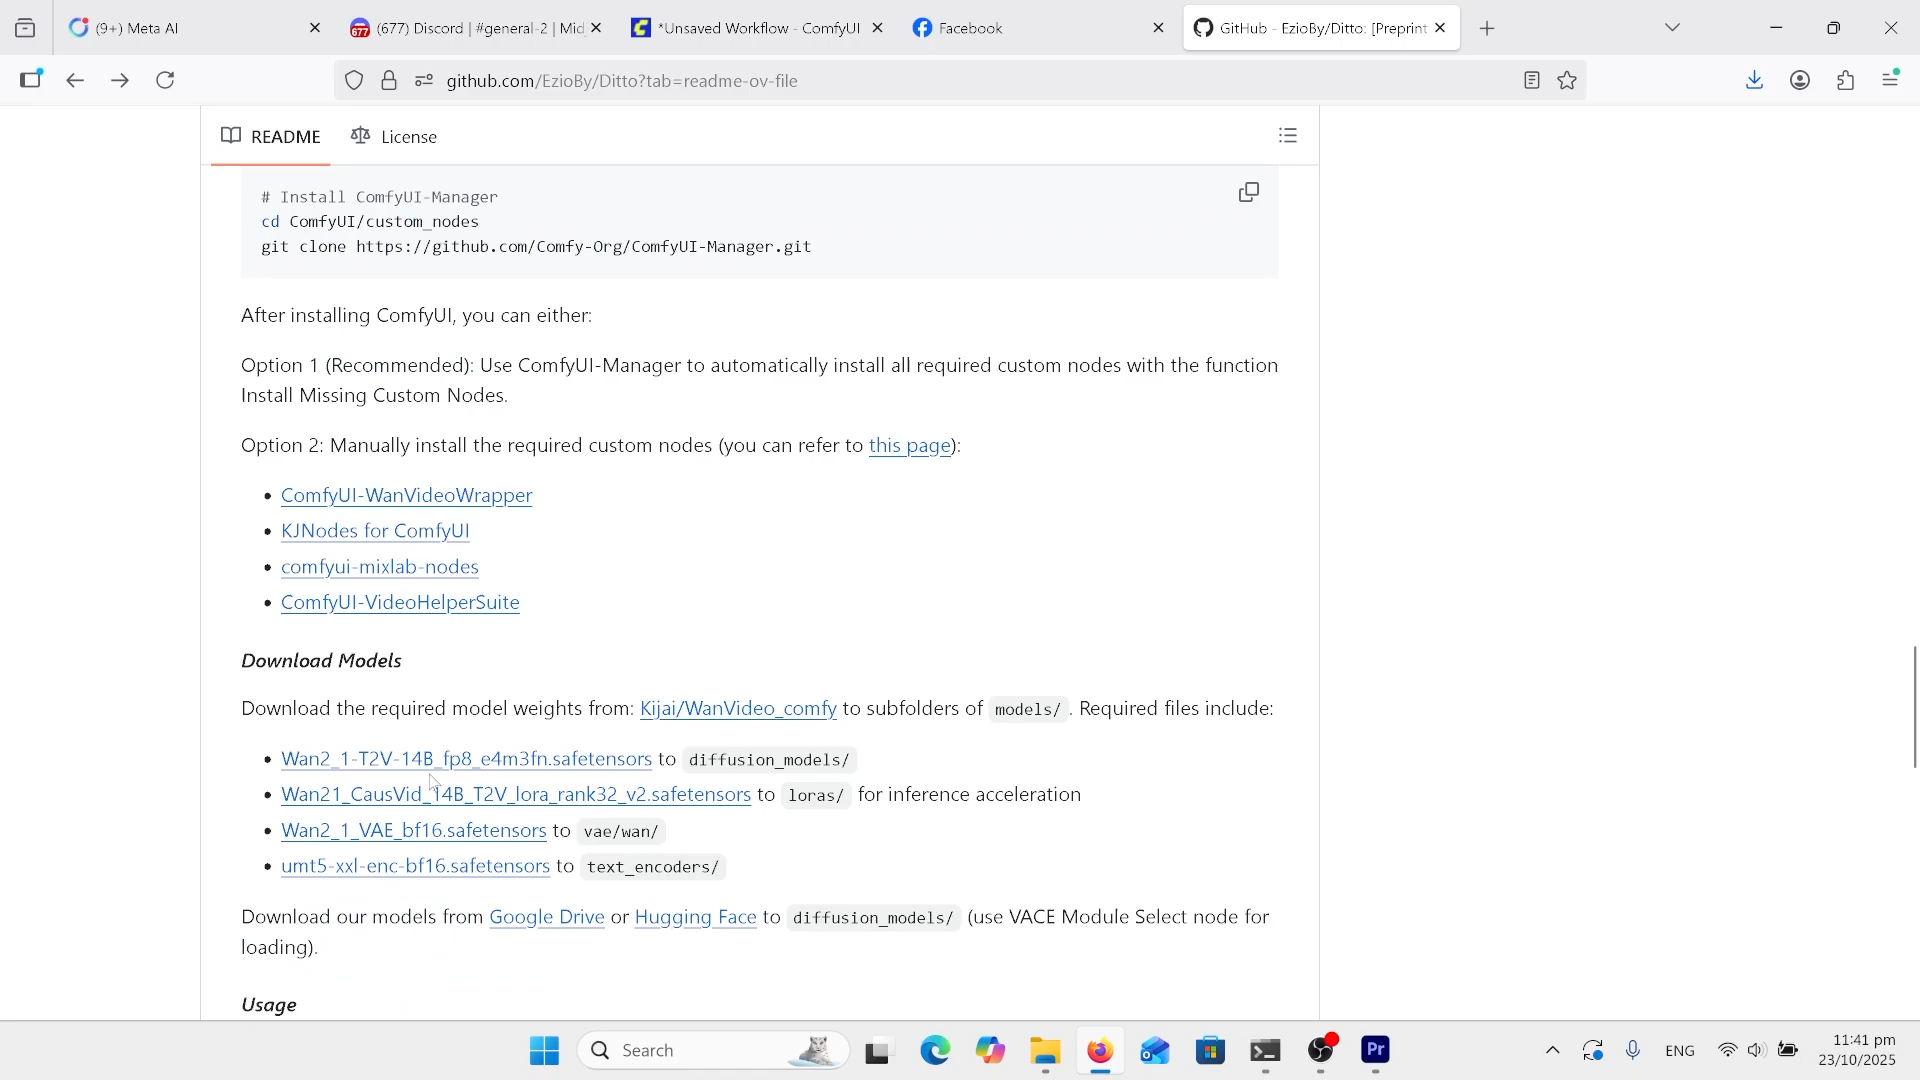 (9+) Meta AI
677 (677) Discord | #general-2 | Mid
*Unsaved Workflow - ComfyUI
Facebook
GitHub - EzioBy/Ditto: [Preprint
github.com/EzioBy/Ditto?tab=readme-ov-file
README
License
# Install ComfyUI-Manager
cd ComfyUI/custom_nodes
git clone https://github.com/Comfy-Org/ComfyUI-Manager.git
After installing ComfyUI, you can either:
Option 1 (Recommended): Use ComfyUI-Manager to automatically install all required custom nodes with the function
Install Missing Custom Nodes.
Option 2: Manually install the required custom nodes (you can refer to this page):
ComfyUI-WanVideoWrapper
KJNodes for ComfyUI
comfyui-mixlab-nodes
ComfyUI-VideoHelperSuite
Download Models
Download the required model weights from: Kijai/WanVideo_comfy to subfolders of models/. Required files include:
Wan2_1-T2V-14B_fp8_e4m3fn.safetensors to diffusion_models/
Wan21_CausVid_14B_T2V_lora_rank32_v2.safetensors to loras/ for inference acceleration
Wan2_1_VAE_bf16.safetensors to vae/wan/
umt5-xxl-enc-bf16.safetensors to text_encoders/
Download our models from Google Drive or Hugging Face to diffusion_models/ (use VACE Module Select node for
loading).
Usage
Search
Pr
ENG
11:41 pm
23/10/2025